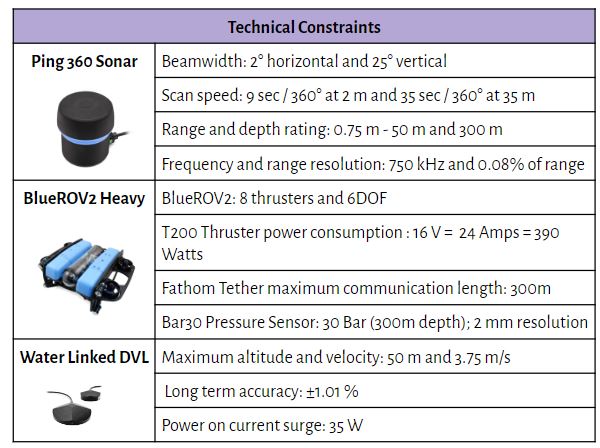 Technical Constraints
Ping 360 Sonar
Beamwidth: 2° horizontal and 25° vertical
Scan speed: 9 sec / 360° at 2 m and 35 sec / 360° at 35 m
Range and depth rating: 0.75 m - 50 m and 300 m
Frequency and range resolution: 750 kHz and 0.08% of range
BlueROV2 Heavy
BlueROV2: 8 thrusters and 6DOF
T200 Thruster power consumption : 16 V = 24 Amps = 390
Watts
Fathom Tether maximum communication length: 300m
Bar30 Pressure Sensor: 30 Bar (300m depth); 2 mm resolution
Water Linked DVL
Maximum altitude and velocity: 50 m and 3.75 m/s
Long term accuracy: ±1.01 %
Power on current surge: 35 W